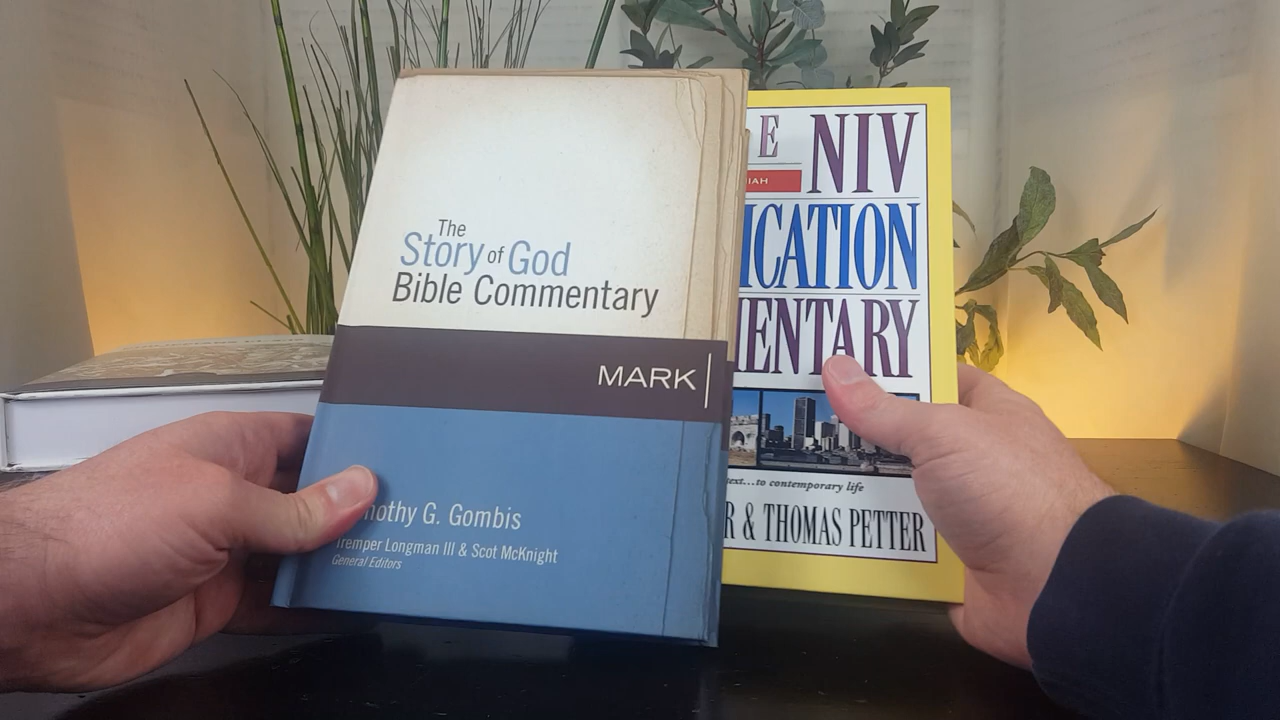 The
Story of God
Bible Commentary
MARK
mothy G. Gombis
Tremper Longman III & Scot McKnight
General Editors
E NIV
IAH
ICATION
MENTARY
text...to contemporary life
R & THOMAS PETTER